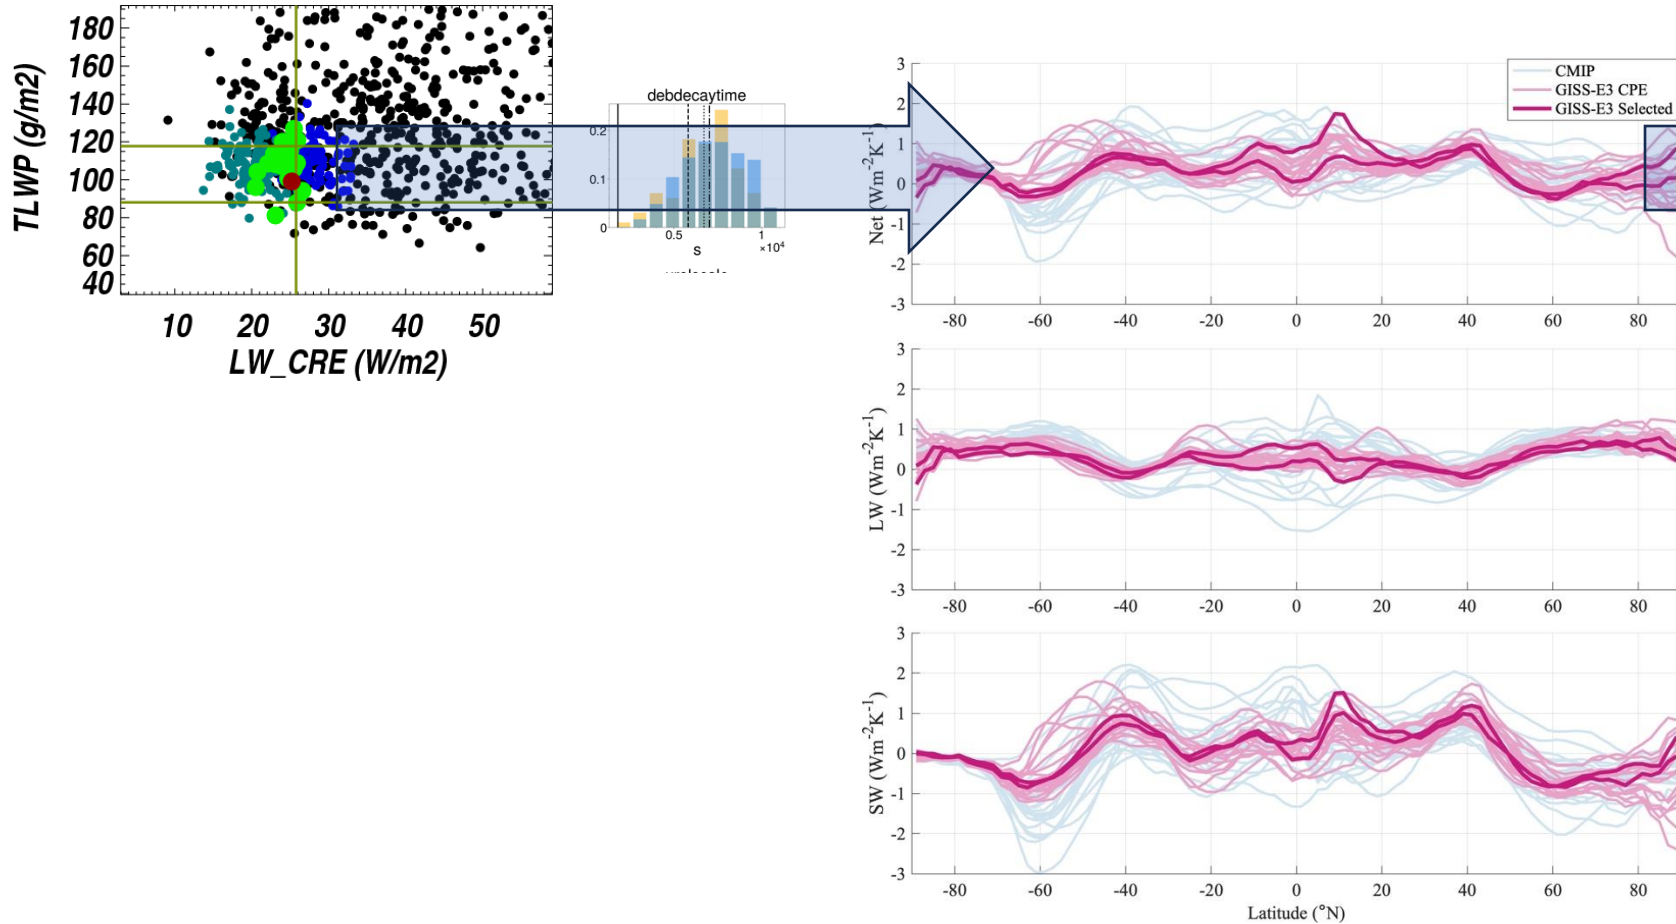 180
160
140
120
100
80
60
40
TLWP (g/m2)
10 20 30 40 50
LW_CRE (W/m2)
debdecaytime
0.2
0.1
0
0.5 1
×10⁴
s
CMIP
GISS-E3 CPE
GISS-E3 Selected
3
2
1
0
-1
-2
-3
Net (Wm⁻²K⁻¹)
-80 -60 -40 -20 0 20 40 60 80
3
2
1
0
-1
-2
-3
LW (Wm⁻²K⁻¹)
-80 -60 -40 -20 0 20 40 60 80
3
2
1
0
-1
-2
-3
SW (Wm⁻²K⁻¹)
-80 -60 -40 -20 0 20 40 60 80
Latitude (°N)